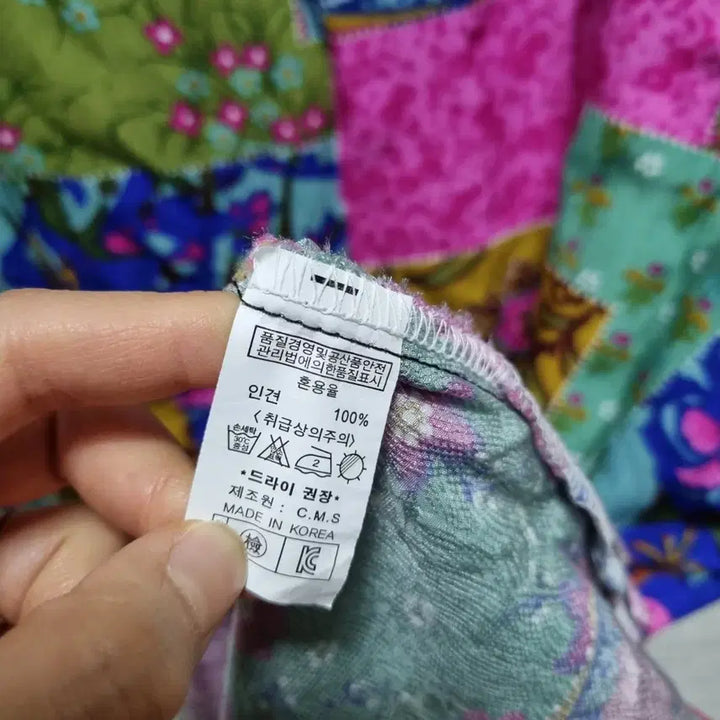 품질경영및공산품안전
관리법에의한품질표시
혼용율
인견 100%
<취급상의주의>
손세탁
30℃
중성
2
*드라이 권장*
제조원 : C.M.S
MADE IN KOREA
檢 KC